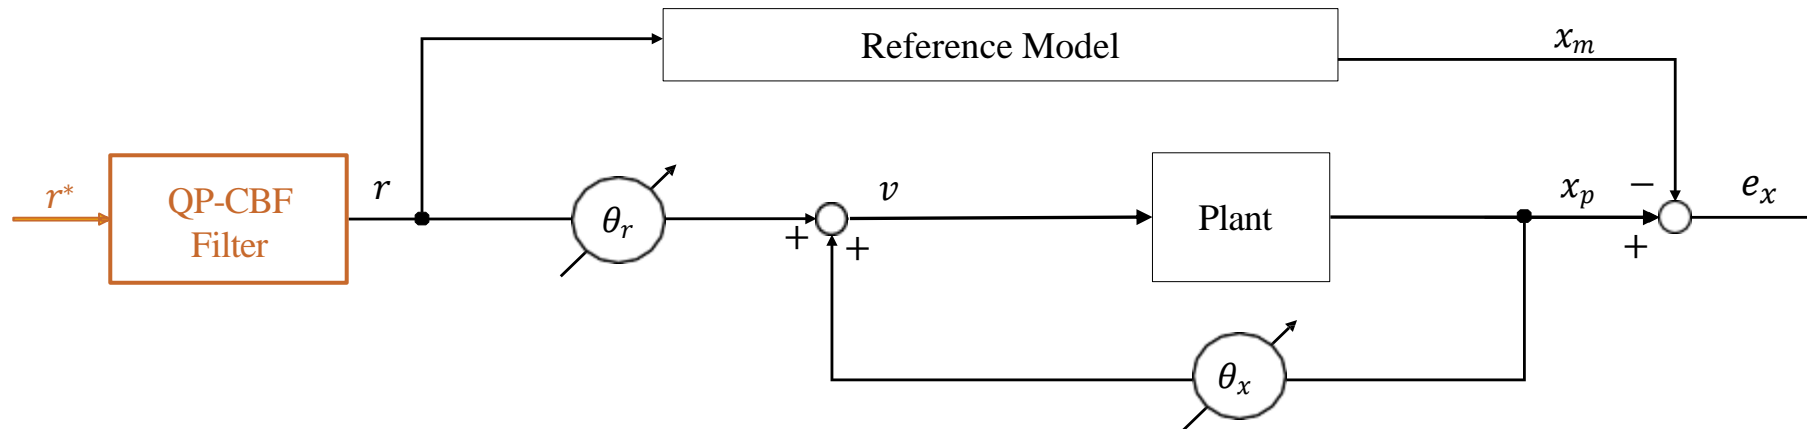 Reference Model
x_m
r*
QP-CBF
Filter
r
θ_r
+
+
v
Plant
x_p
−
+
e_x
θ_x